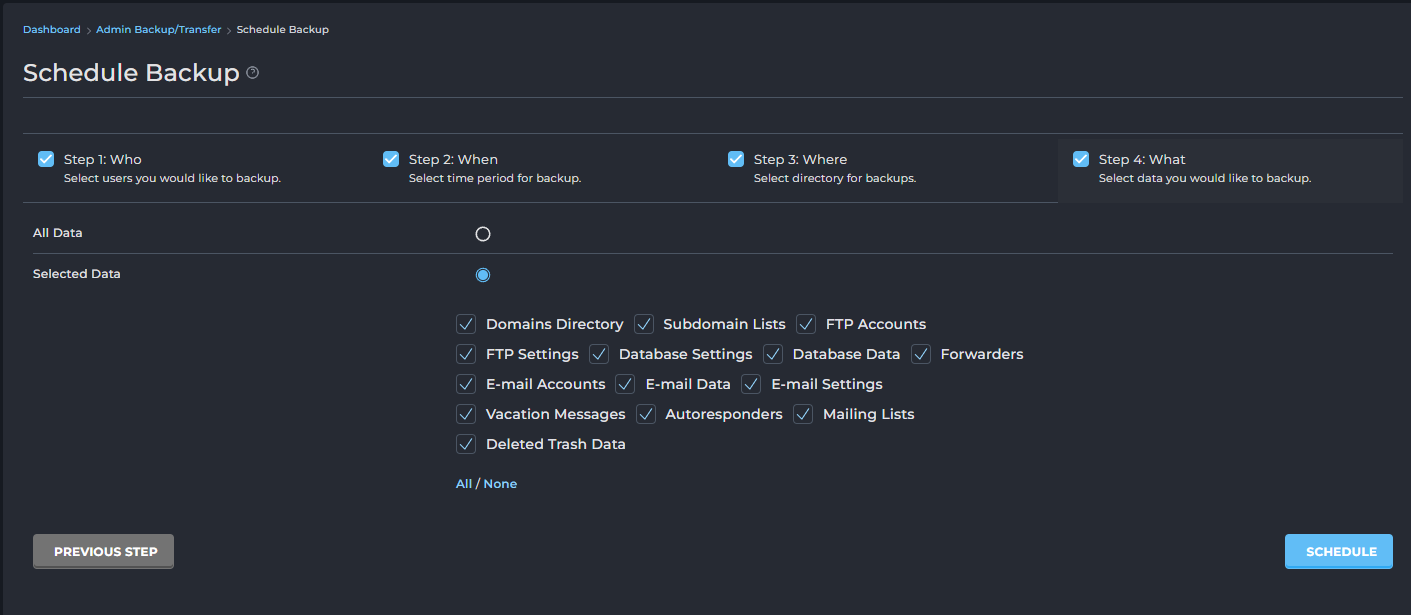 Dashboard > Admin Backup/Transfer > Schedule Backup
Schedule Backup ?
Step 1: Who
Select users you would like to backup.
Step 2: When
Select time period for backup.
Step 3: Where
Select directory for backups.
Step 4: What
Select data you would like to backup.
All Data
Selected Data
Domains Directory Subdomain Lists FTP Accounts
FTP Settings Database Settings Database Data Forwarders
E-mail Accounts E-mail Data E-mail Settings
Vacation Messages Autoresponders Mailing Lists
Deleted Trash Data
All / None
PREVIOUS STEP
SCHEDULE